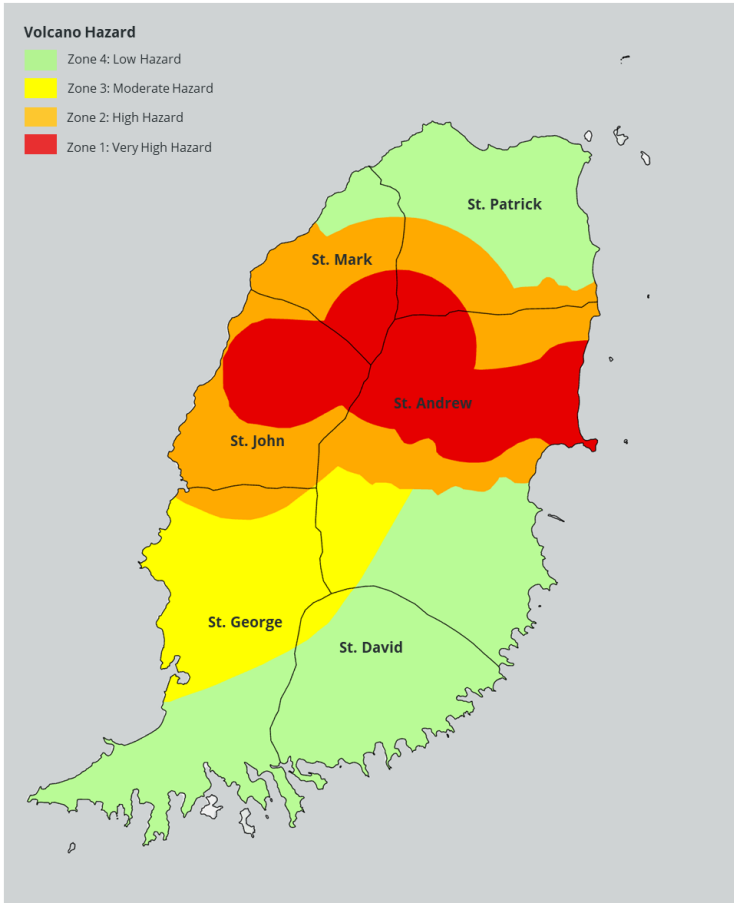 Volcano Hazard
Zone 4: Low Hazard
Zone 3: Moderate Hazard
Zone 2: High Hazard
Zone 1: Very High Hazard
St. Patrick
St. Mark
St. Andrew
St. John
St. George
St. David